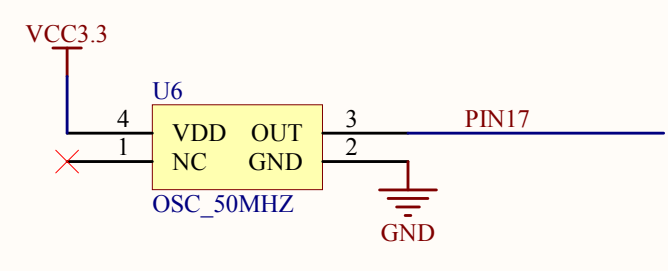 VCC3.3
U6
4 VDD OUT 3 PIN17
1 NC GND 2
OSC_50MHZ
GND